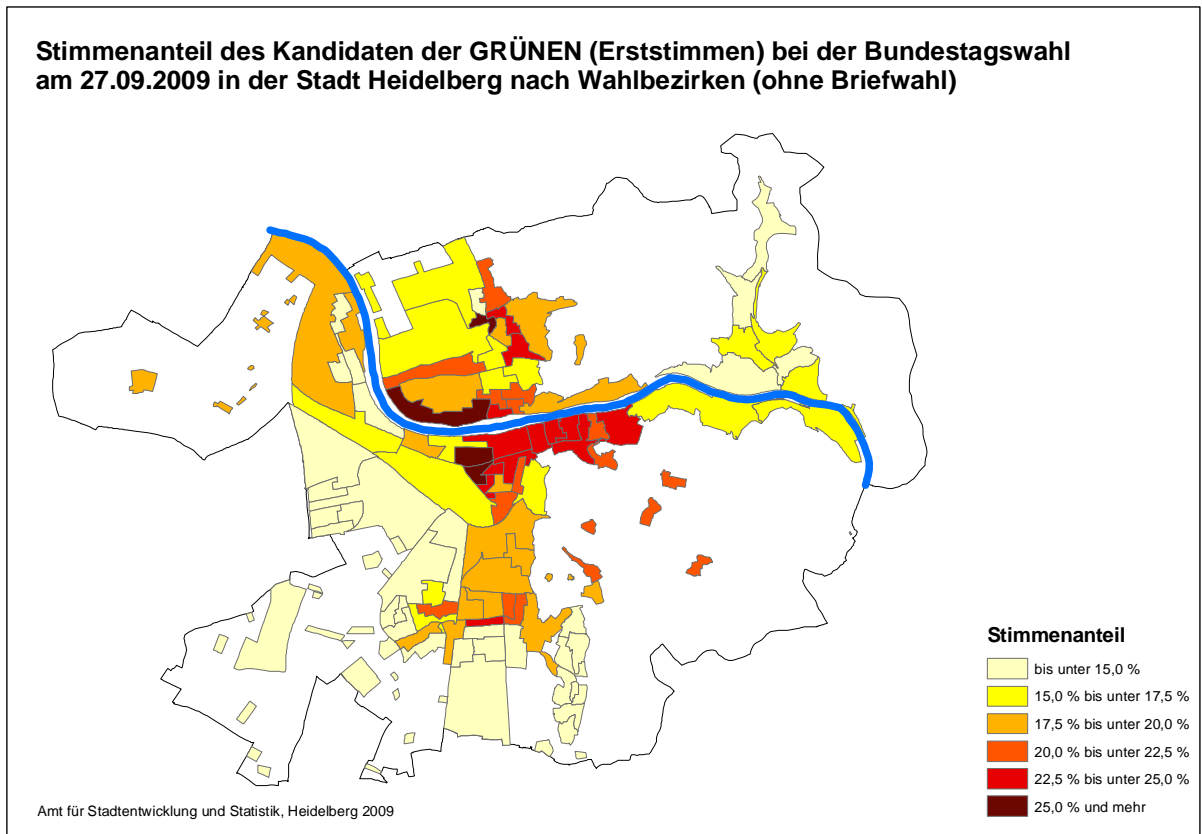 Stimmenanteil des Kandidaten der GRÜNEN (Erststimmen) bei der Bundestagswahl
am 27.09.2009 in der Stadt Heidelberg nach Wahlbezirken (ohne Briefwahl)
Stimmenanteil
bis unter 15,0 %
15,0 % bis unter 17,5 %
17,5 % bis unter 20,0 %
20,0 % bis unter 22,5 %
22,5 % bis unter 25,0 %
25,0 % und mehr
Amt für Stadtentwicklung und Statistik, Heidelberg 2009